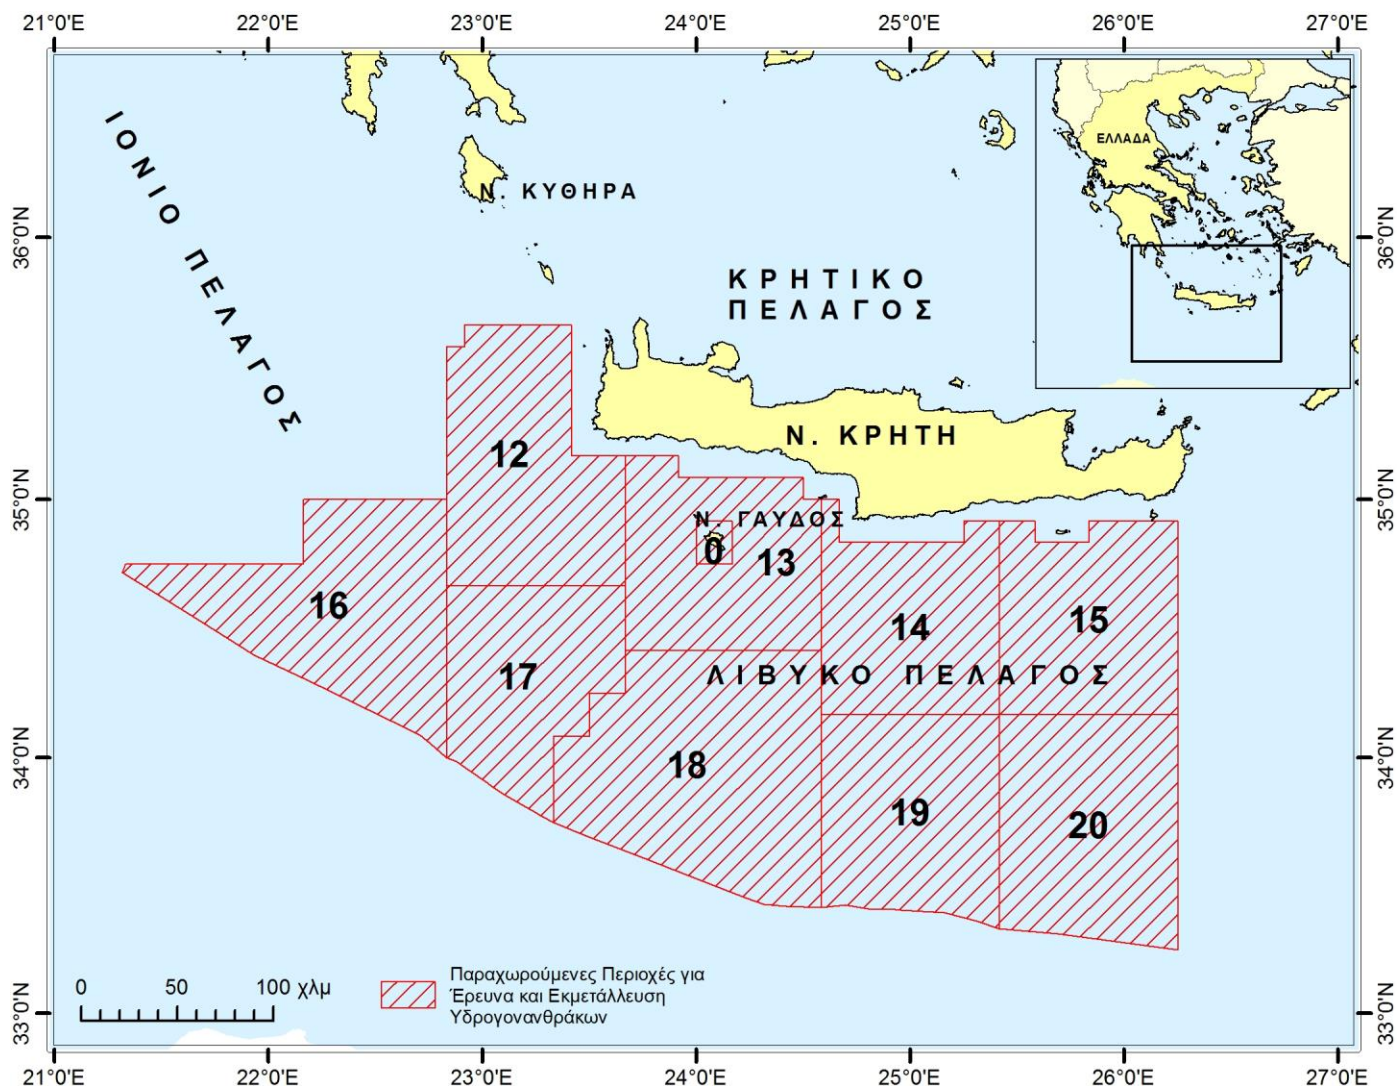 21°0'E 22°0'E 23°0'E 24°0'E 25°0'E 26°0'E 27°0'E
ΙΟΝΙΟ ΠΕΛΑΓΟΣ
ΕΛΛΑΔΑ
Ν. ΚΥΘΗΡΑ
36°0'N 36°0'N
ΚΡΗΤΙΚΟ
ΠΕΛΑΓΟΣ
Ν. ΚΡΗΤΗ
12
35°0'N 35°0'N
Ν. ΓΑΥΔΟΣ
0
13
16
14
15
17
ΛΙΒΥΚΟ ΠΕΛΑΓΟΣ
34°0'N 34°0'N
18
19
20
0 50 100 χλμ
Παραχωρούμενες Περιοχές για
Έρευνα και Εκμετάλλευση
Υδρογονανθράκων
33°0'N 33°0'N
21°0'E 22°0'E 23°0'E 24°0'E 25°0'E 26°0'E 27°0'E